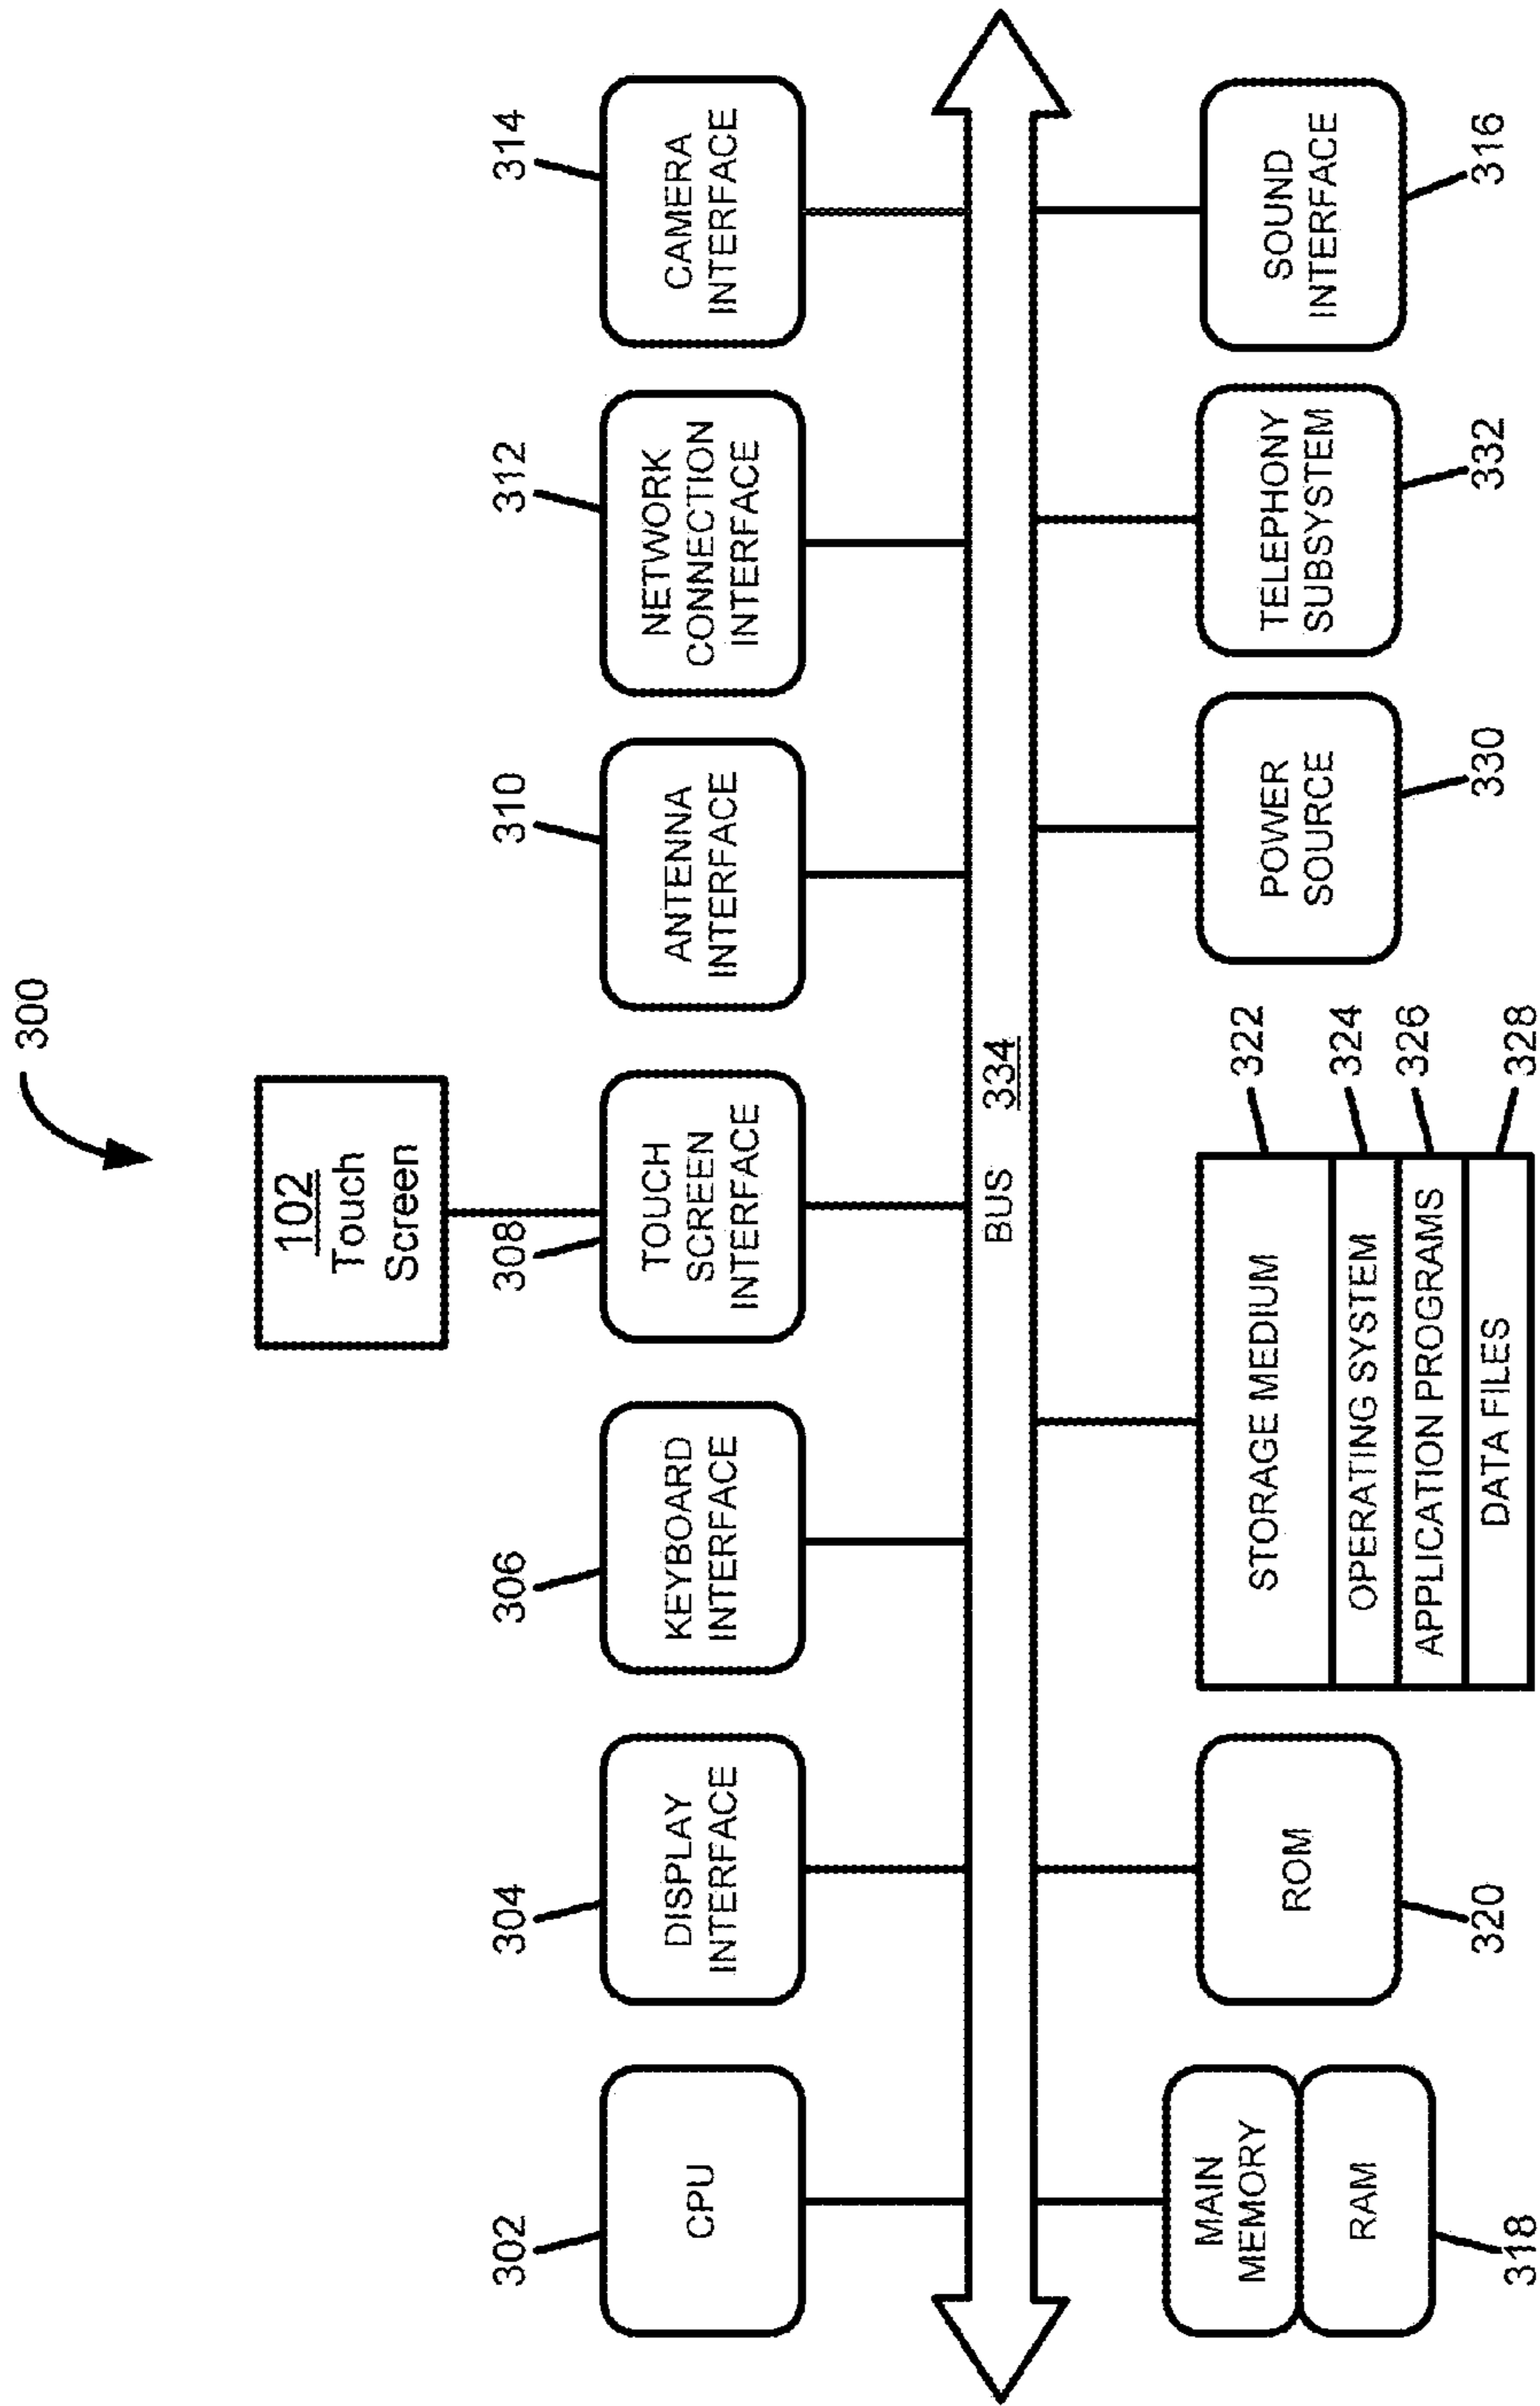 300
102
Touch
Screen
302
304
306
308
310
312
314
CPU
DISPLAY
INTERFACE
KEYBOARD
INTERFACE
TOUCH
SCREEN
INTERFACE
ANTENNA
INTERFACE
NETWORK
CONNECTION
INTERFACE
CAMERA
INTERFACE
BUS 334
MAIN
MEMORY
RAM
318
ROM
320
STORAGE MEDIUM
322
OPERATING SYSTEM
324
APPLICATION PROGRAMS
326
DATA FILES
328
POWER
SOURCE
330
TELEPHONY
SUBSYSTEM
332
SOUND
INTERFACE
316